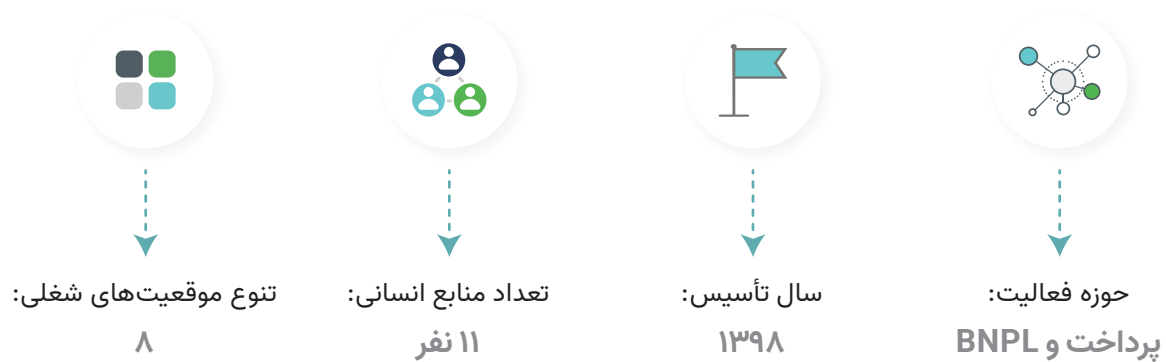 حوزه فعالیت:
پرداخت و BNPL
سال تأسیس:
۱۳۹۸
تعداد منابع انسانی:
۱۱ نفر
تنوع موقعیت‌های شغلی:
۸